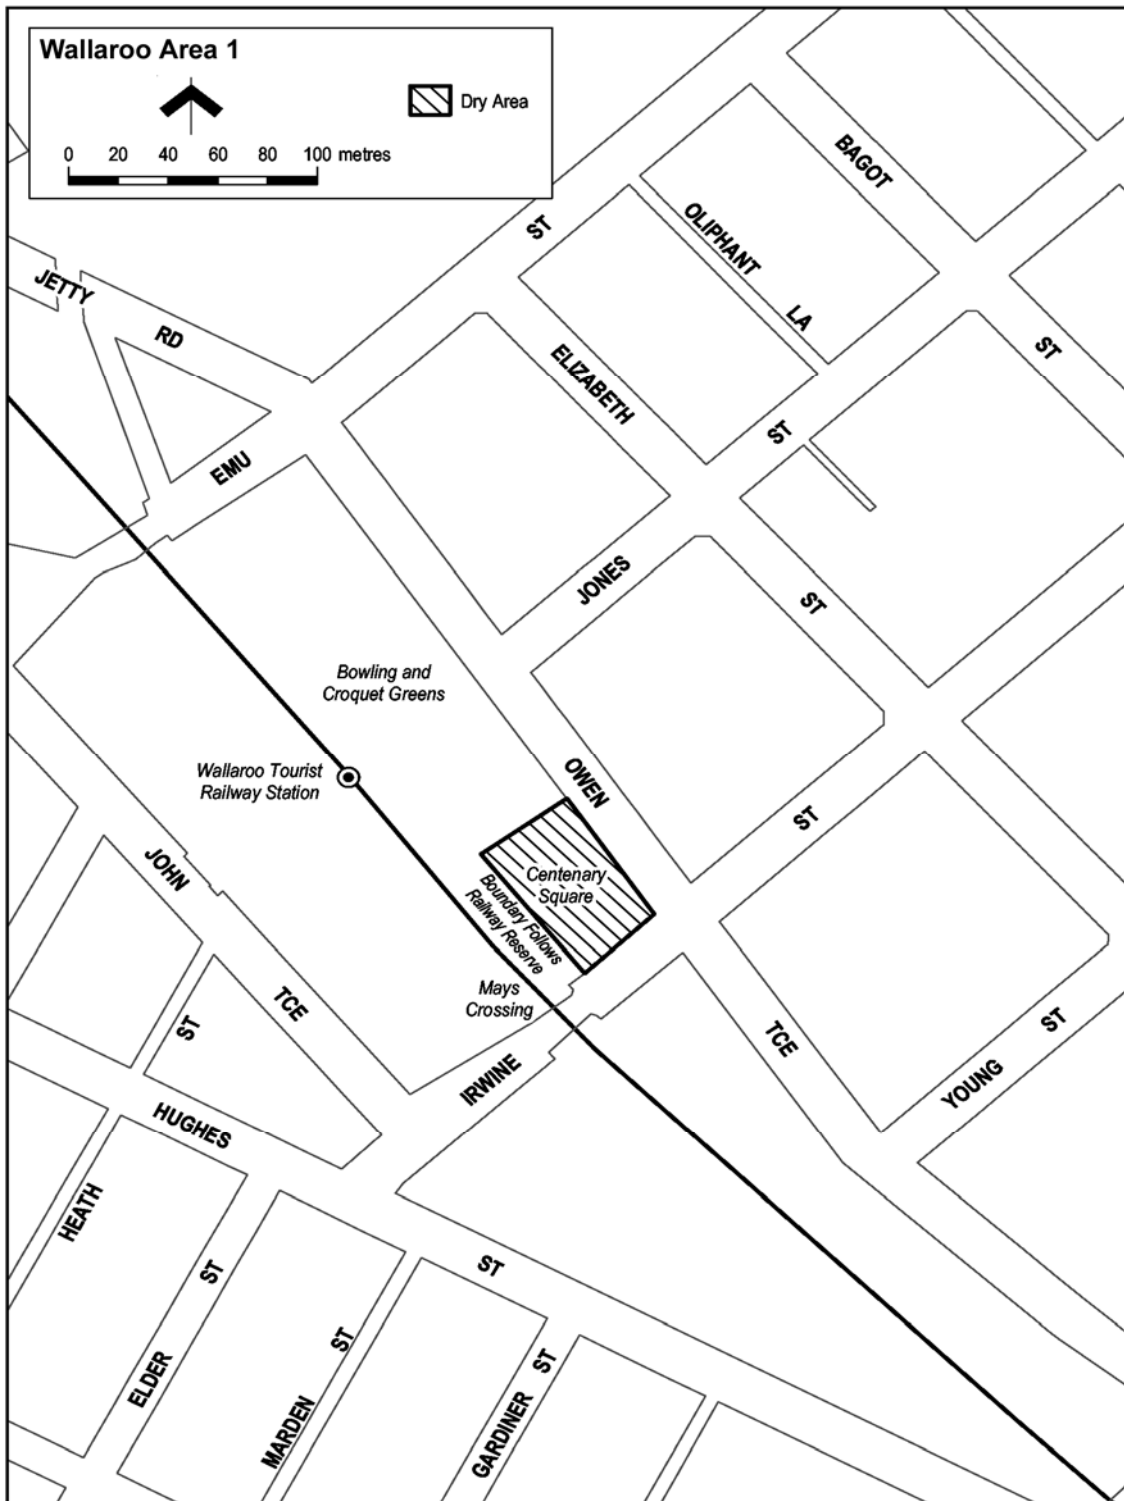 Wallaroo Area 1
Dry Area
0 20 40 60 80 100 metres
BAGOT
ST
OLIPHANT
LA
ST
JETTY
RD
ELIZABETH
ST
EMU
ST
JONES
ST
Bowling and
Croquet Greens
OWEN
Wallaroo Tourist
Railway Station
ST
JOHN
Centenary
Square
Boundary Follows
Railway Reserve
Mays
Crossing
TCE
ST
TCE
ST
IRWINE
YOUNG
HUGHES
HEATH
ST
ST
ELDER
ST
MARDEN
ST
GARDINER